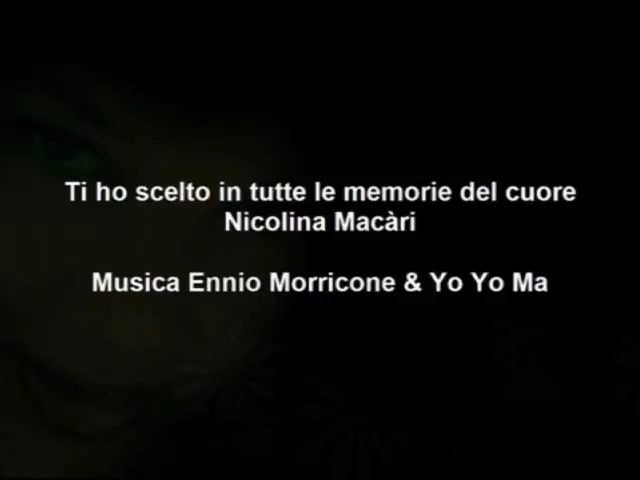 Ti ho scelto in tutte le memorie del cuore
Nicolina Macàri
Musica Ennio Morricone & Yo Yo Ma